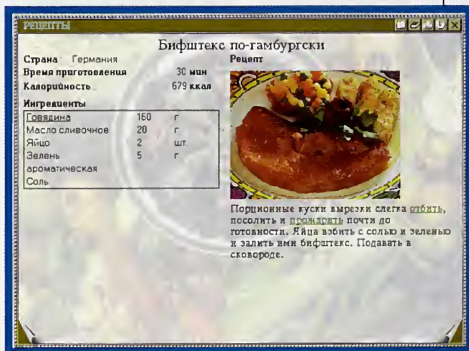 РЕЦЕПТЫ
Бифштекс по-гамбургски
Страна Германия
Время приготовления 30 мин
Калорийность 679 ккал
Ингредиенты
Говядина 160 г
Масло сливочное 20 г
Яйцо 2 шт.
Зелень 5 г
ароматическая
Соль
Рецепт
Порционные куски вырезки слегка отбить,
посолить и прожарить почти до
готовности. Яйца взбить с солью и зеленью
и залить ими бифштекс. Подавать в
сковороде.